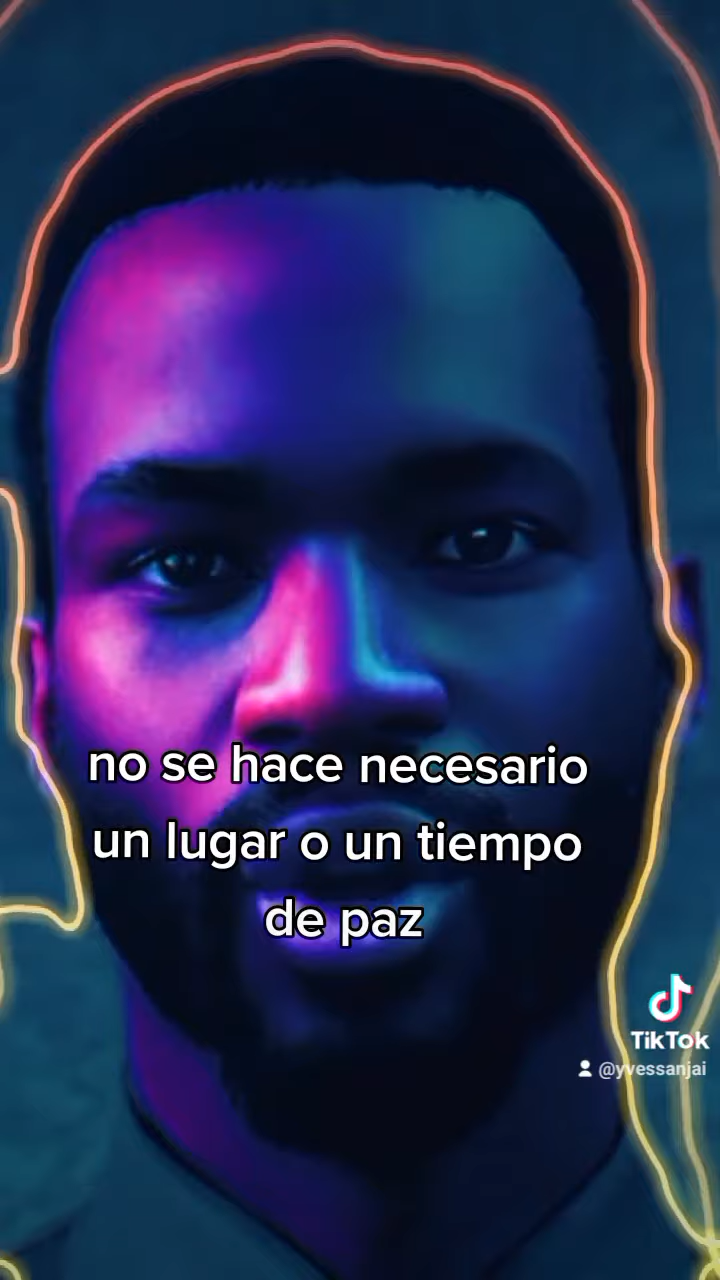 no se hace necesario
un lugar o un tiempo
de paz
TikTok
@yvessanjai